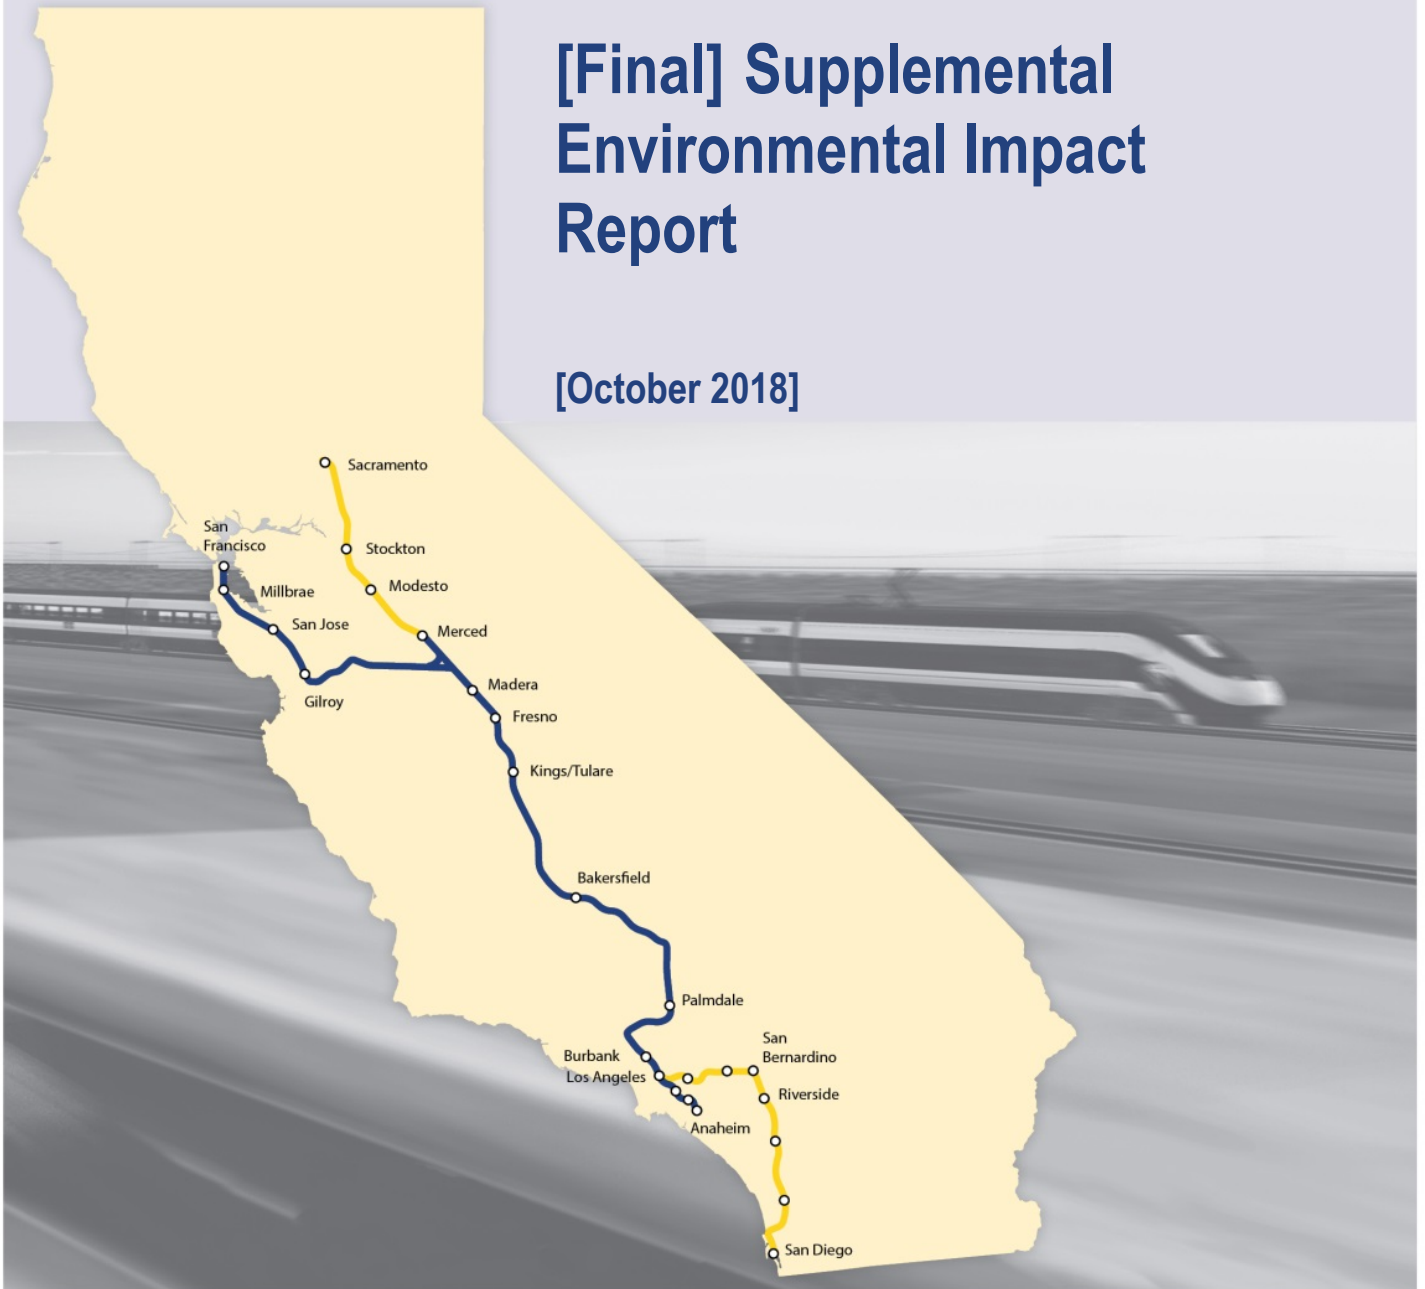 [Final] Supplemental
Environmental Impact
Report
[October 2018]
Sacramento
San
Francisco
Stockton
Modesto
Millbrae
San Jose
Merced
Madera
Gilroy
Fresno
Kings/Tulare
Bakersfield
Palmdale
San
Bernardino
Burbank
Los Angeles
Riverside
Anaheim
San Diego